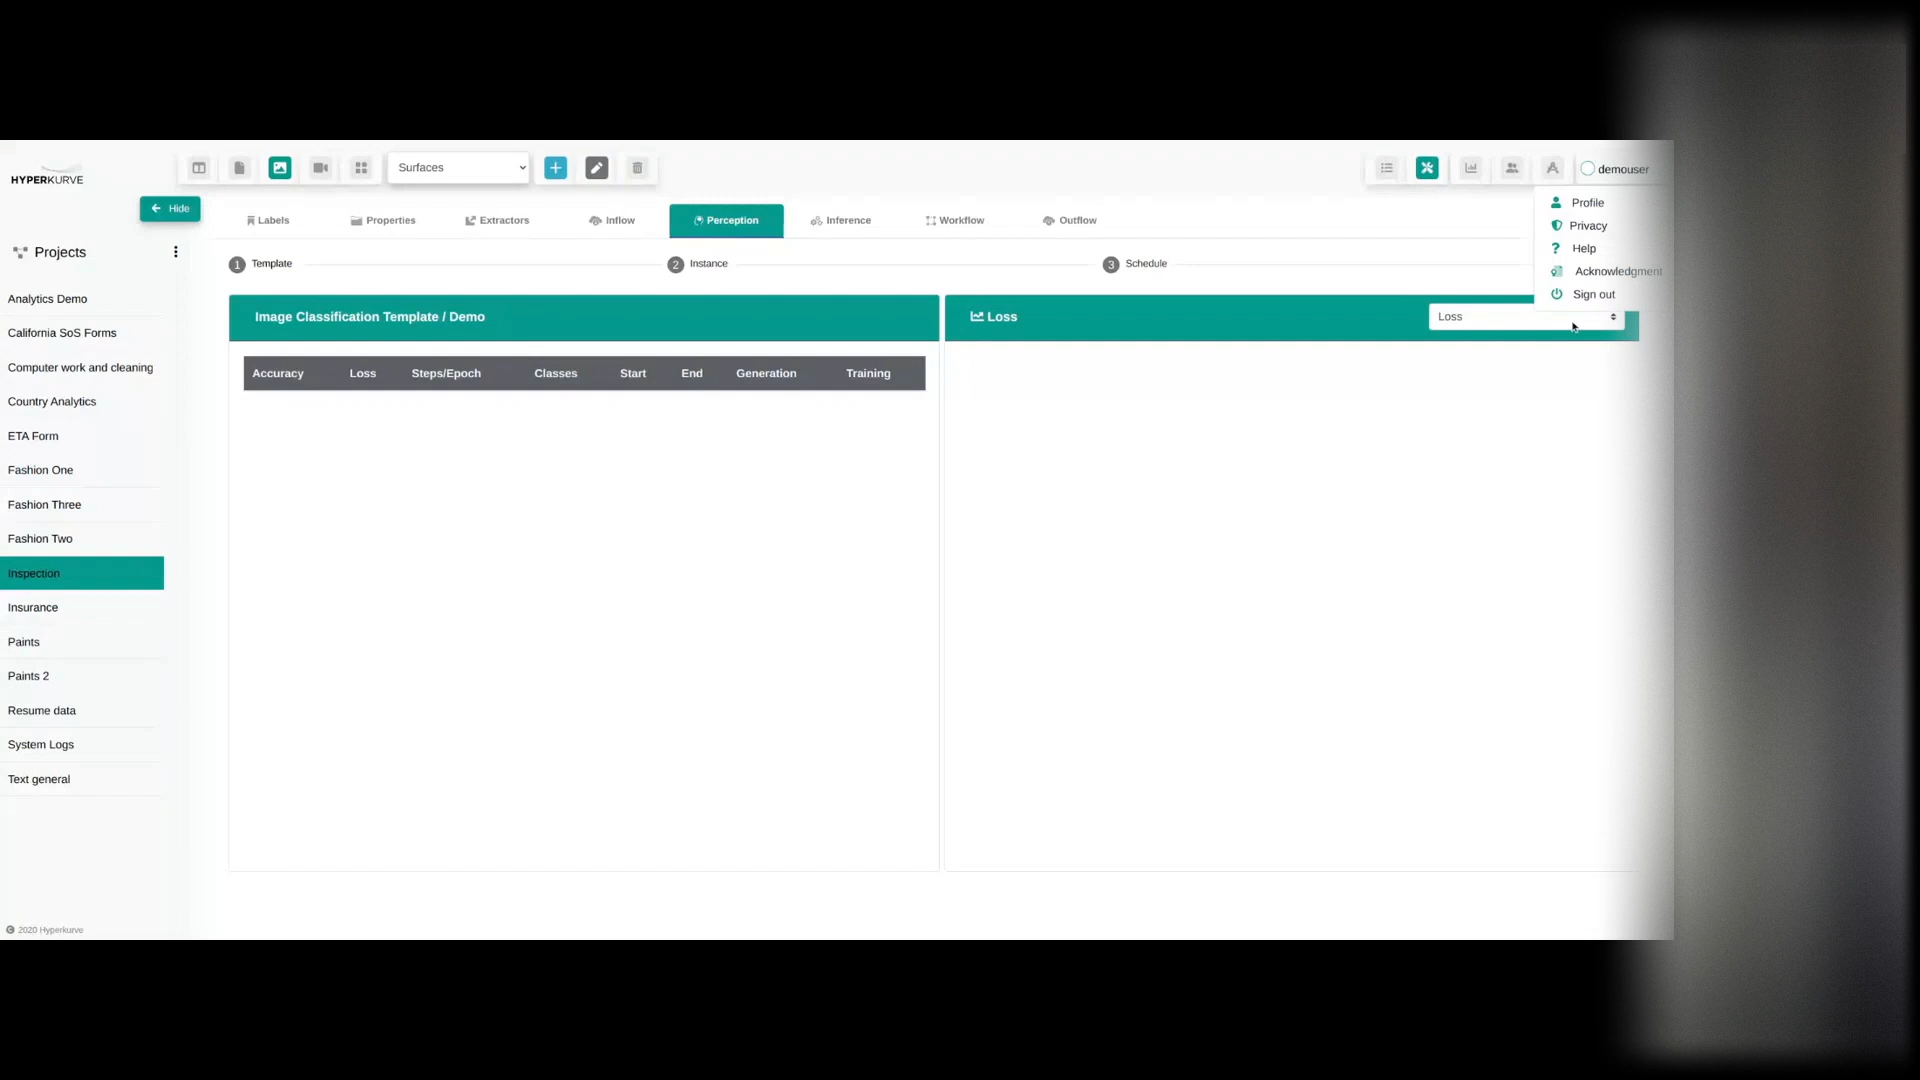 HYPERKURVE
Surfaces
demouser
Hide
Labels
Properties
Extractors
Inflow
Perception
Inference
Workflow
Outflow
Profile
Privacy
Help
Acknowledgment
Sign out
Projects
1 Template
2 Instance
3 Schedule
Image Classification Template / Demo
Loss
Loss
Accuracy Loss Steps/Epoch Classes Start End Generation Training
Analytics Demo
California SoS Forms
Computer work and cleaning
Country Analytics
ETA Form
Fashion One
Fashion Three
Fashion Two
Inspection
Insurance
Paints
Paints 2
Resume data
System Logs
Text general
© 2020 Hyperkurve